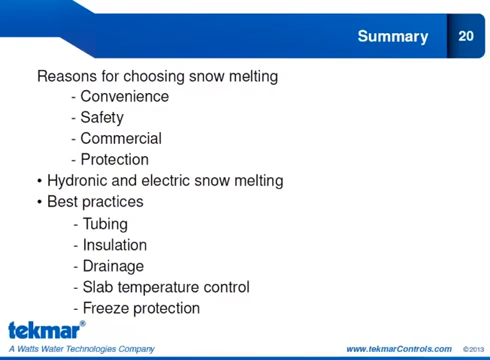 Summary 20
Reasons for choosing snow melting
- Convenience
- Safety
- Commercial
- Protection
• Hydronic and electric snow melting
• Best practices
- Tubing
- Insulation
- Drainage
- Slab temperature control
- Freeze protection
tekmar®
A Watts Water Technologies Company www.tekmarControls.com ©2013